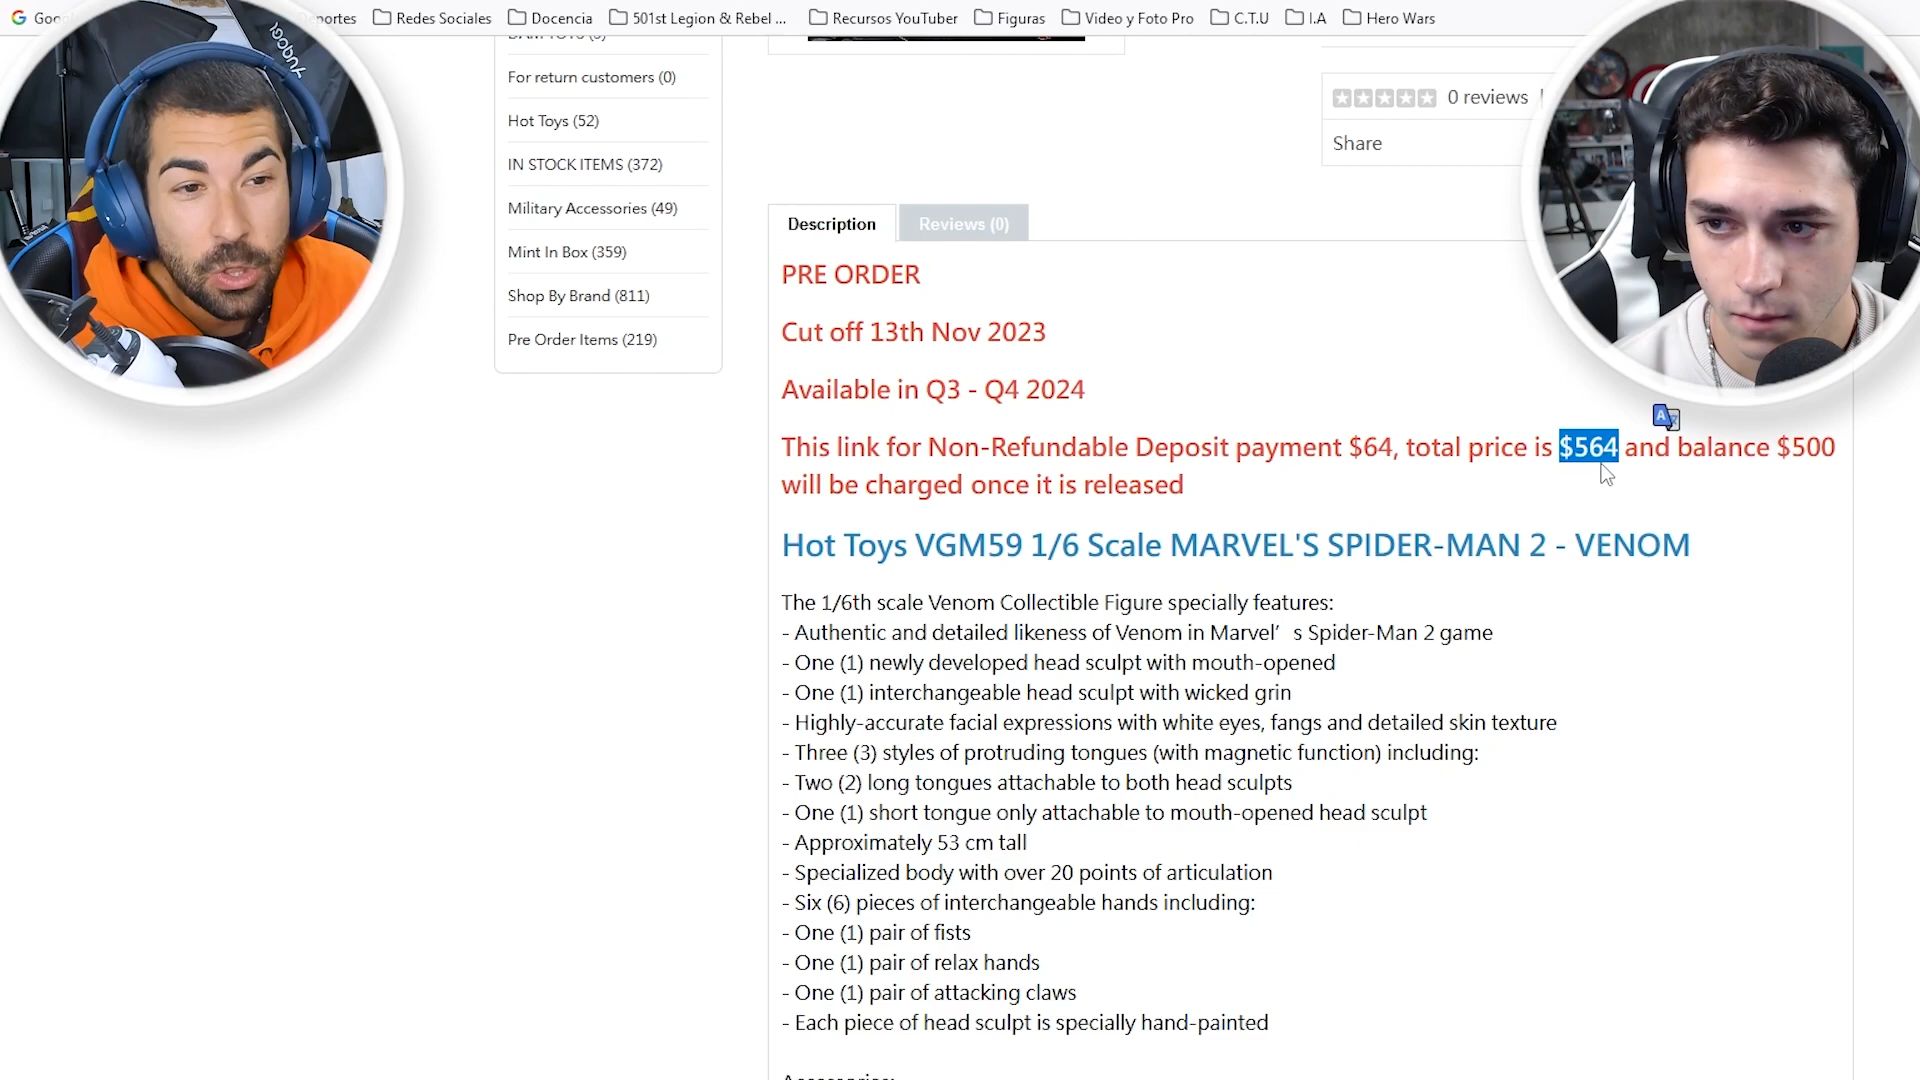 Deportes
Redes Sociales
Docencia
501st Legion & Rebel ...
Recursos YouTuber
Figuras
Video y Foto Pro
C.T.U
I.A
Hero Wars
For return customers (0)
Hot Toys (52)
IN STOCK ITEMS (372)
Military Accessories (49)
Mint In Box (359)
Shop By Brand (811)
Pre Order Items (219)
0 reviews
Share
Description
Reviews (0)
PRE ORDER
Cut off 13th Nov 2023
Available in Q3 - Q4 2024
This link for Non-Refundable Deposit payment $64, total price is $564 and balance $500
will be charged once it is released
Hot Toys VGM59 1/6 Scale MARVEL'S SPIDER-MAN 2 - VENOM
The 1/6th scale Venom Collectible Figure specially features:
- Authentic and detailed likeness of Venom in Marvel’ s Spider-Man 2 game
- One (1) newly developed head sculpt with mouth-opened
- One (1) interchangeable head sculpt with wicked grin
- Highly-accurate facial expressions with white eyes, fangs and detailed skin texture
- Three (3) styles of protruding tongues (with magnetic function) including:
- Two (2) long tongues attachable to both head sculpts
- One (1) short tongue only attachable to mouth-opened head sculpt
- Approximately 53 cm tall
- Specialized body with over 20 points of articulation
- Six (6) pieces of interchangeable hands including:
- One (1) pair of fists
- One (1) pair of relax hands
- One (1) pair of attacking claws
- Each piece of head sculpt is specially hand-painted